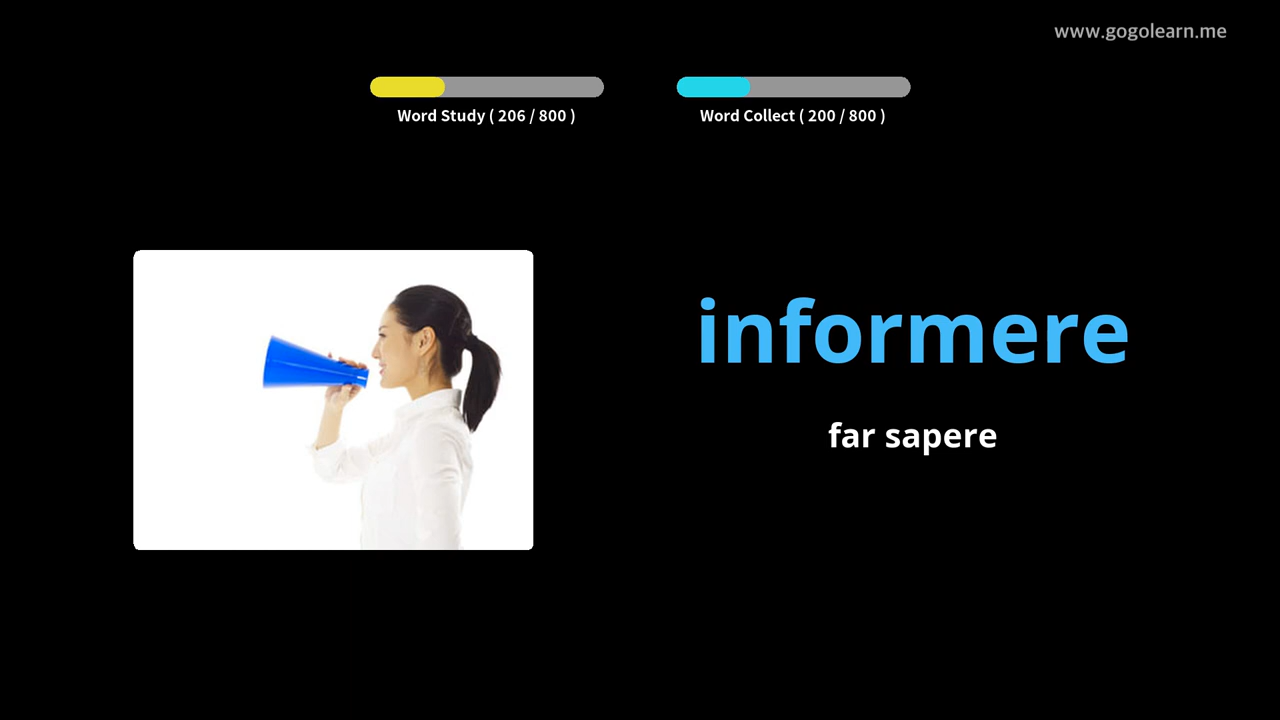 www.gogolearn.me
Word Study ( 206 / 800 )
Word Collect ( 200 / 800 )
informere
far sapere